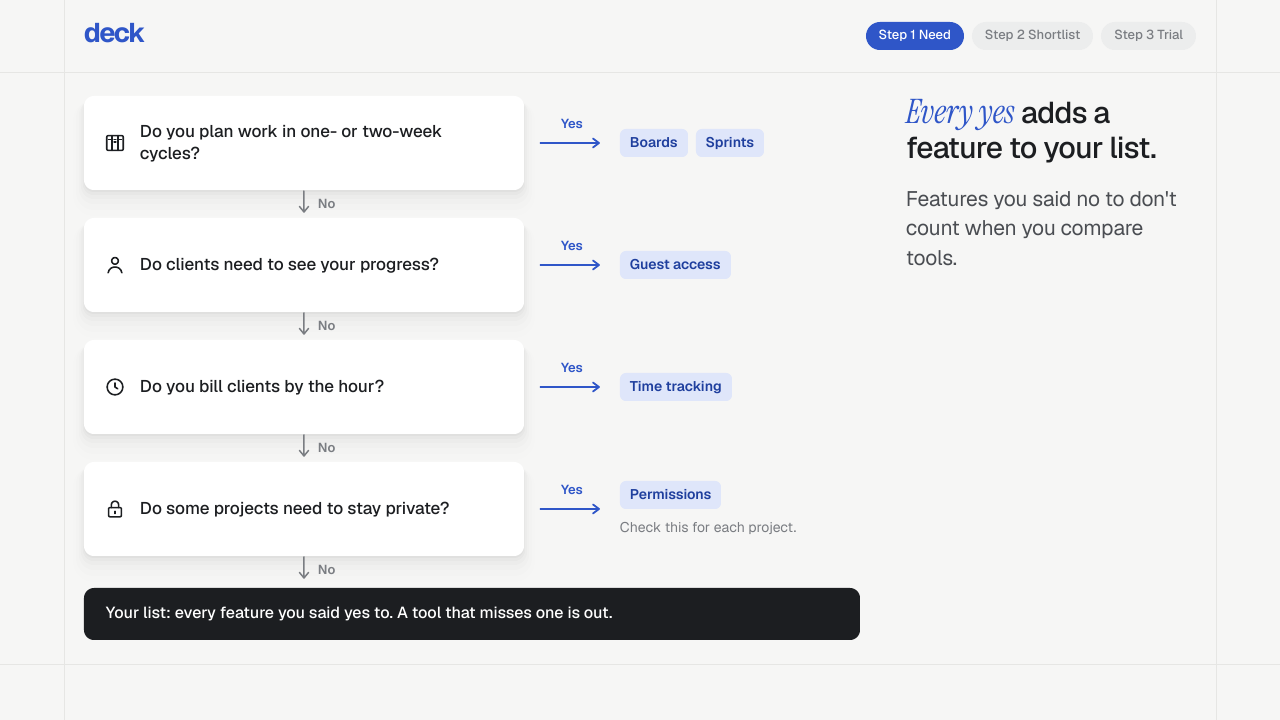 deck
Step 1 Need
Step 2 Shortlist
Step 3 Trial
Do you plan work in one- or two-week
cycles?
Yes
Boards
Sprints
No
Do clients need to see your progress?
Yes
Guest access
No
Do you bill clients by the hour?
Yes
Time tracking
No
Do some projects need to stay private?
Yes
Permissions
Check this for each project.
No
Your list: every feature you said yes to. A tool that misses one is out.
Every yes adds a
feature to your list.
Features you said no to don't
count when you compare
tools.